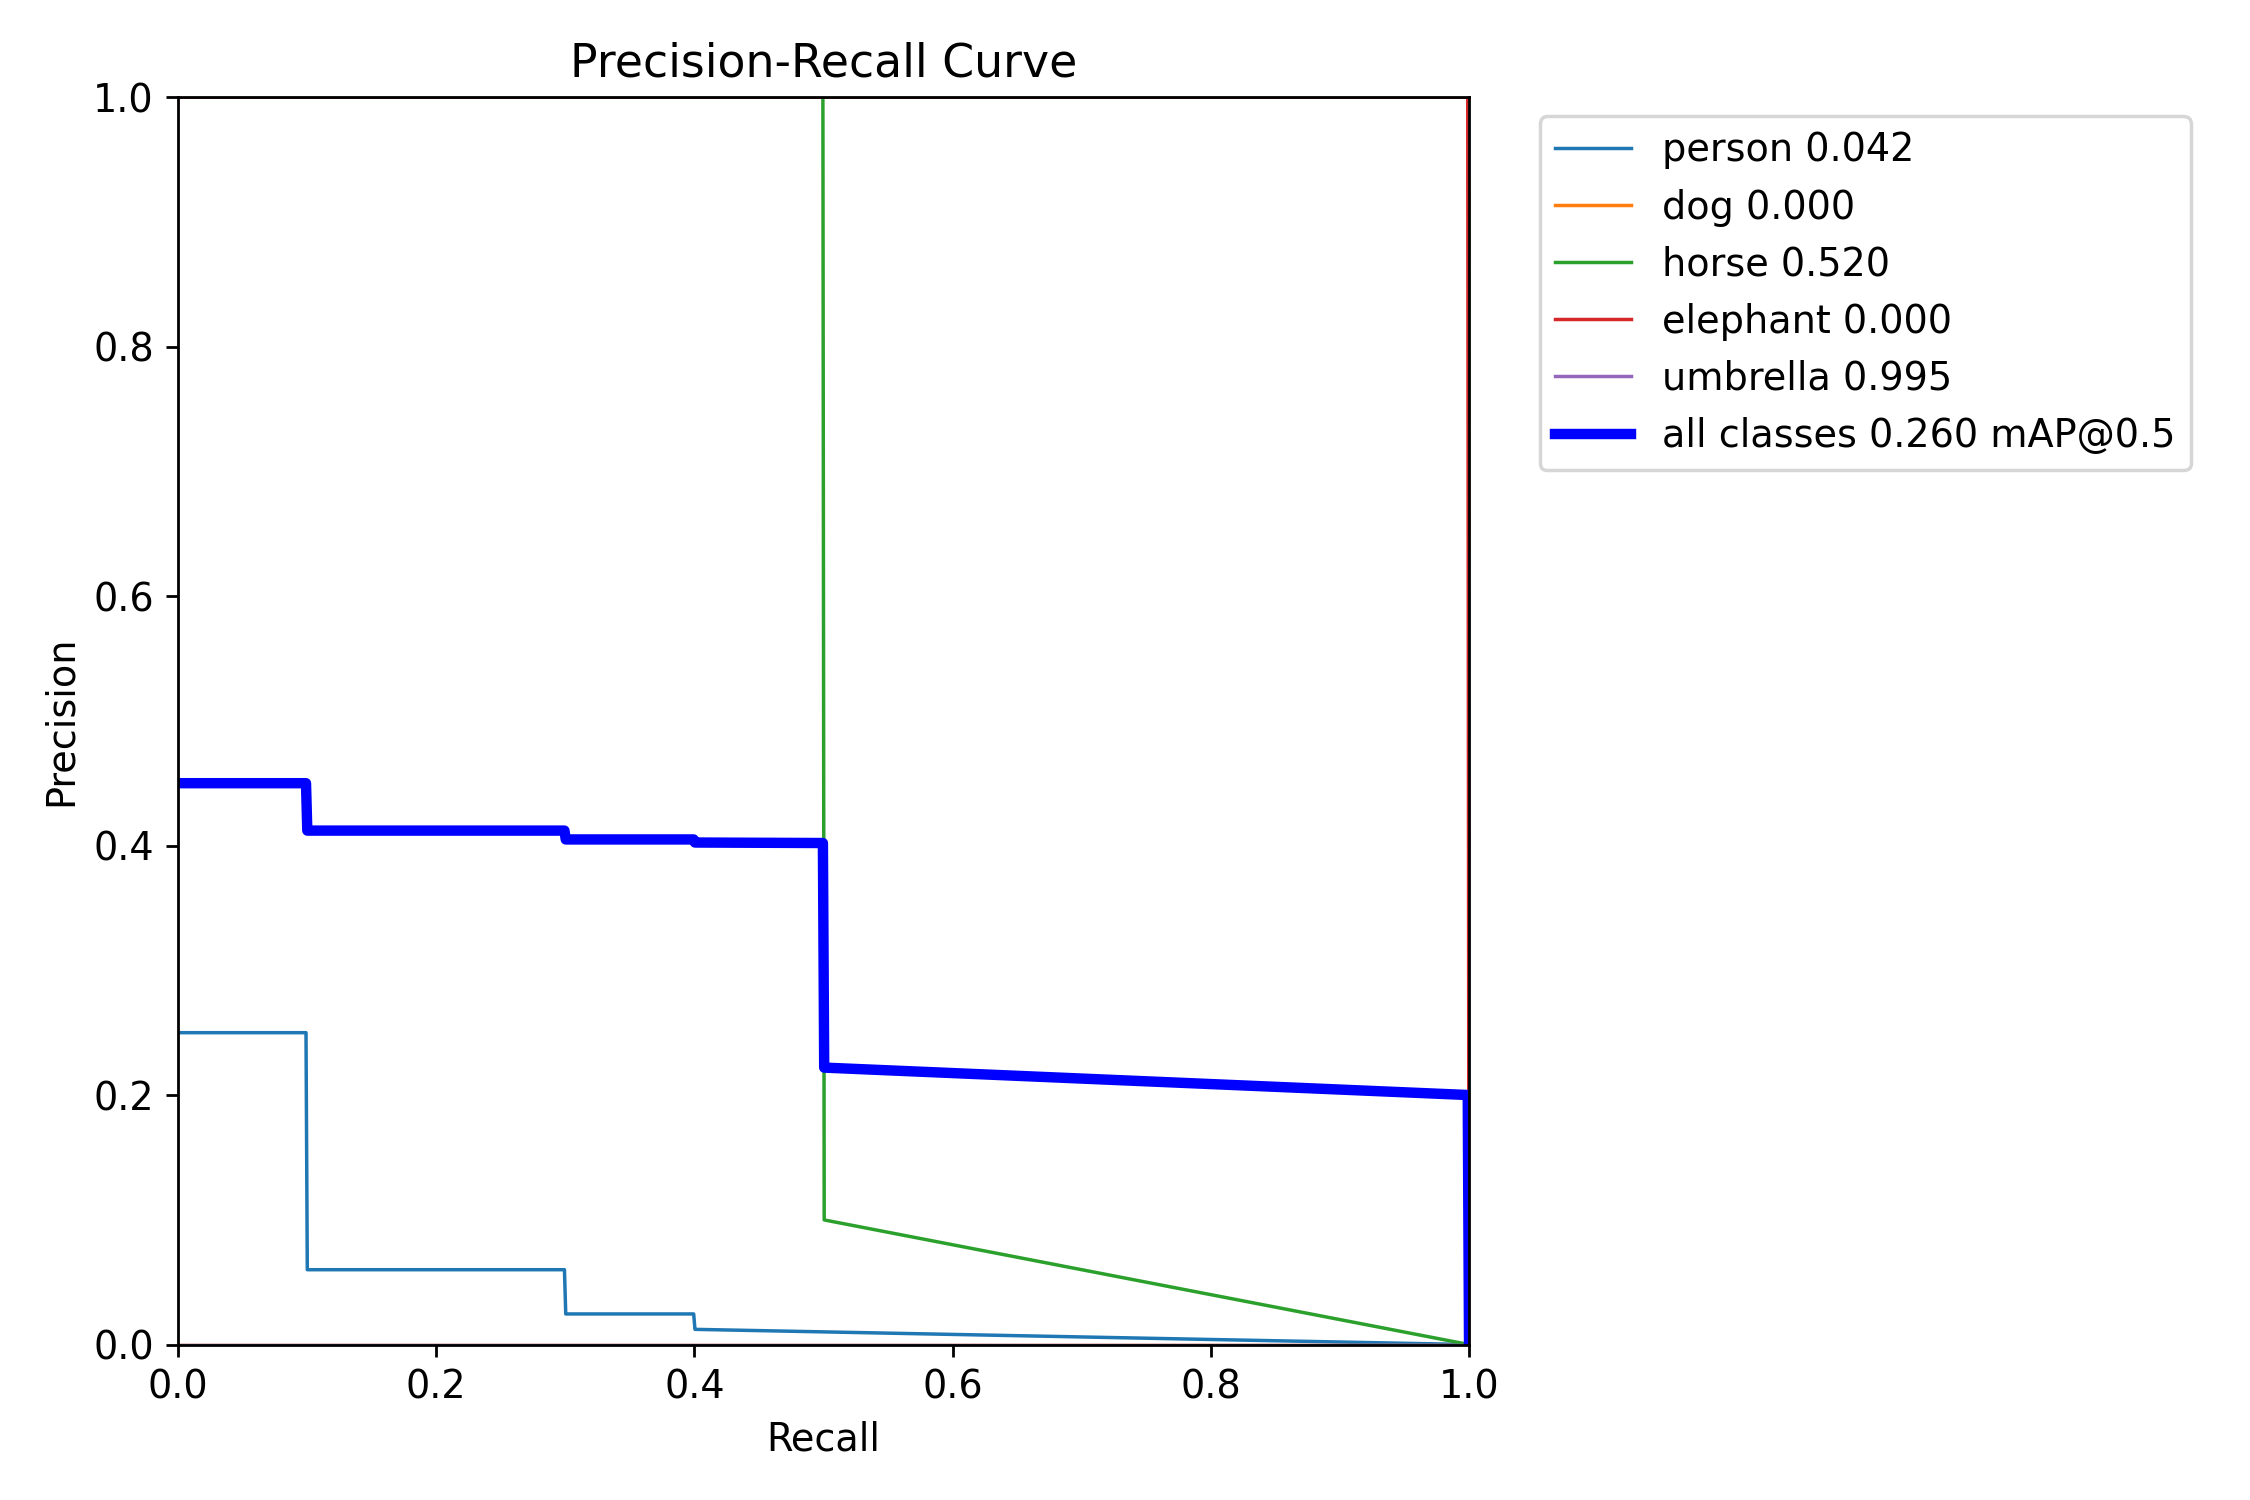 Precision-Recall Curve
1.0
0.8
0.6
0.4
0.2
0.0
Precision
0.0 0.2 0.4 0.6 0.8 1.0
Recall
person 0.042
dog 0.000
horse 0.520
elephant 0.000
umbrella 0.995
all classes 0.260 mAP@0.5